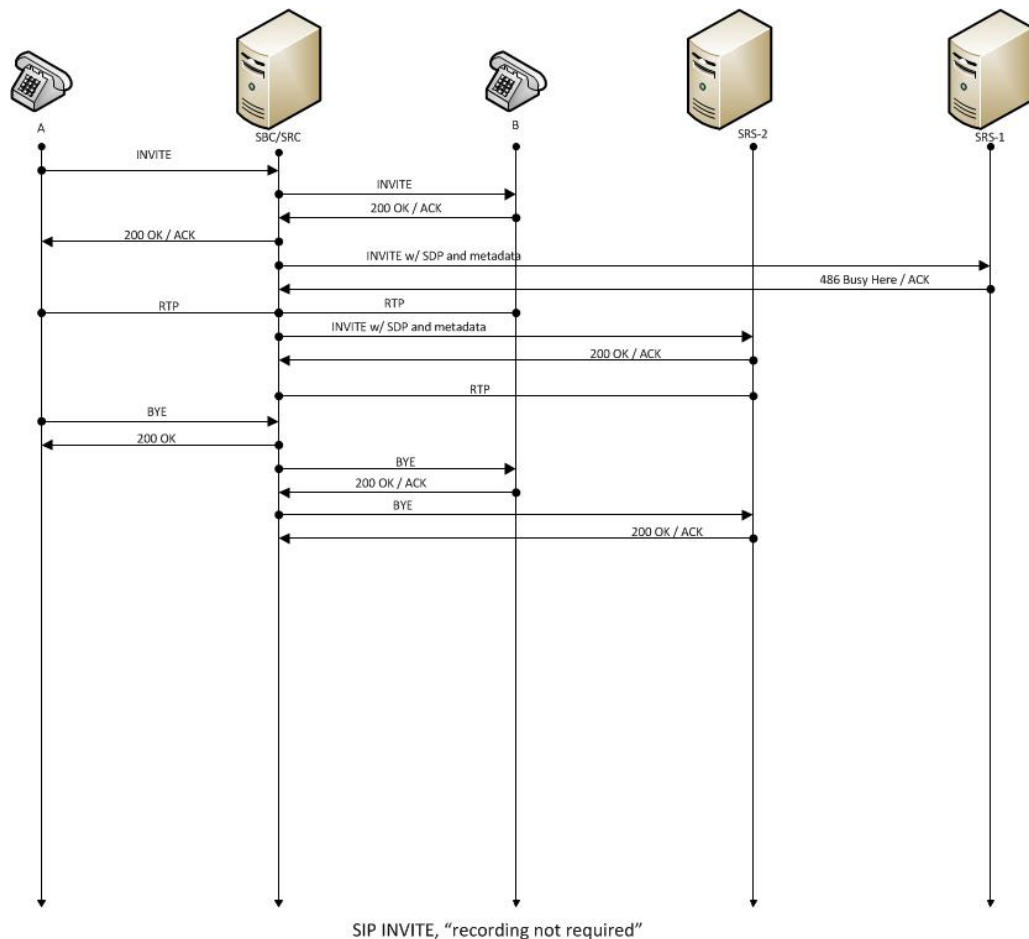 A
SBC/SRC
B
SRS-2
SRS-1
INVITE
INVITE
200 OK / ACK
200 OK / ACK
INVITE w/ SDP and metadata
486 Busy Here / ACK
RTP
RTP
INVITE w/ SDP and metadata
200 OK / ACK
RTP
BYE
200 OK
BYE
200 OK / ACK
BYE
200 OK / ACK
SIP INVITE, “recording not required”